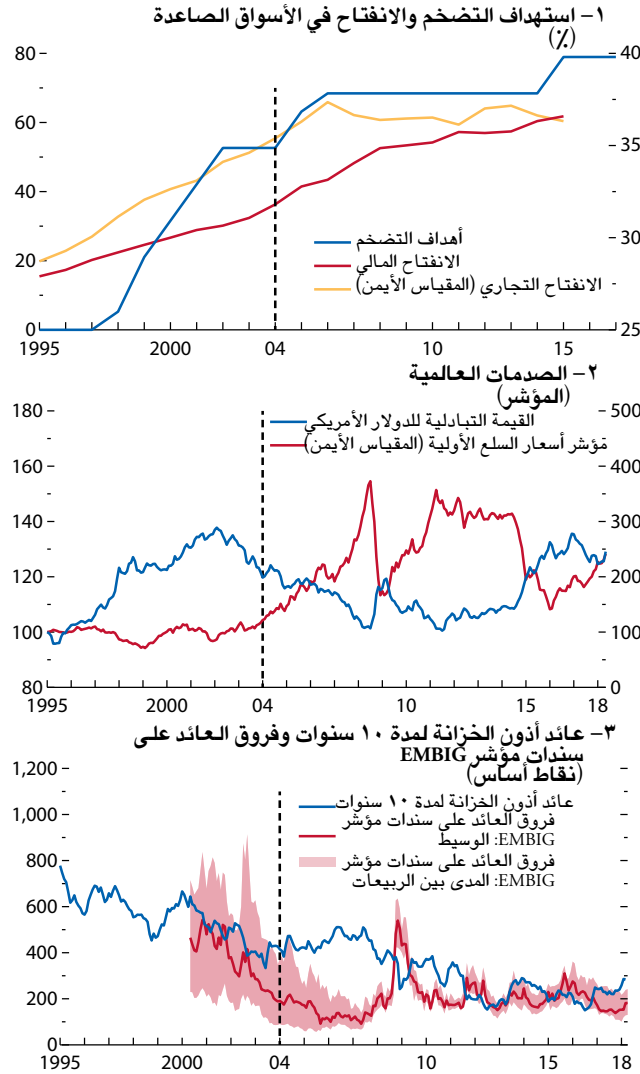 ١– استهداف التضخم والانفتاح في الأسواق الصاعدة
(٪)
80 40
60 35
40
30
20
0 25
1995 2000 04 10 15
أهداف التضخم
الانفتاح المالي
الانفتاح التجاري (المقياس الأيمن)
٢– الصدمات العالمية
(المؤشر)
180 500
160 400
140 300
120 200
100 100
80 0
1995 2000 04 10 15 18
القيمة التبادلية للدولار الأمريكي
مؤشر أسعار السلع الأولية (المقياس الأيمن)
٣– عائد أذون الخزانة لمدة ١٠ سنوات وفروق العائد على
سندات مؤشر EMBIG
(نقاط أساس)
1,200
1,000
800
600
400
200
0
1995 2000 04 10 15 18
عائد أذون الخزانة لمدة ١٠ سنوات
فروق العائد على سندات مؤشر
EMBIG: الوسيط
فروق العائد على سندات مؤشر
EMBIG: المدى بين الربيعات